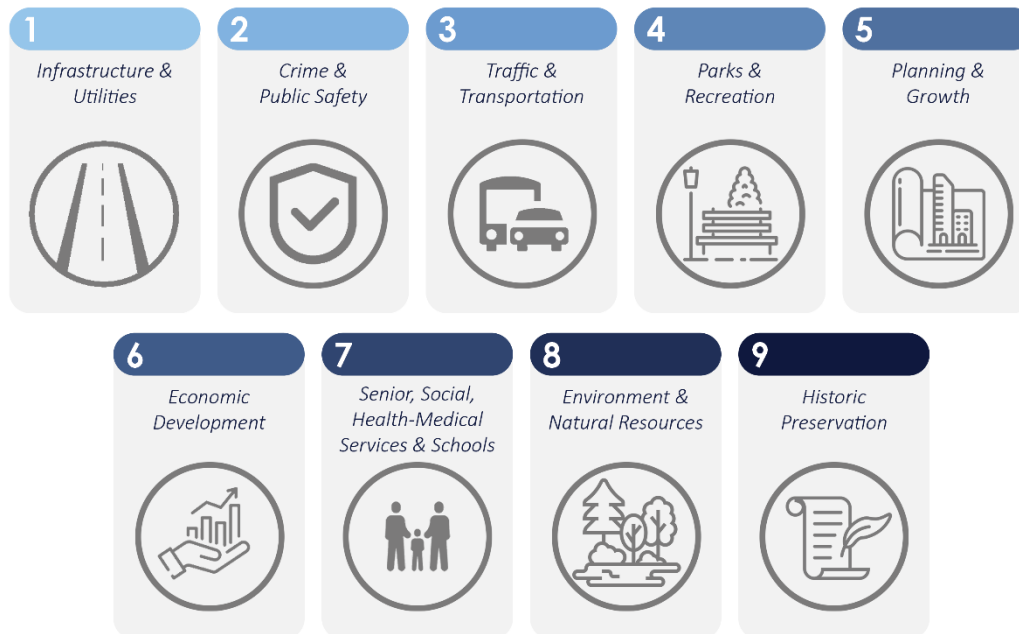 1
Infrastructure &
Utilities
2
Crime &
Public Safety
3
Traffic &
Transportation
4
Parks &
Recreation
5
Planning &
Growth
6
Economic
Development
7
Senior, Social,
Health-Medical
Services & Schools
8
Environment &
Natural Resources
9
Historic
Preservation